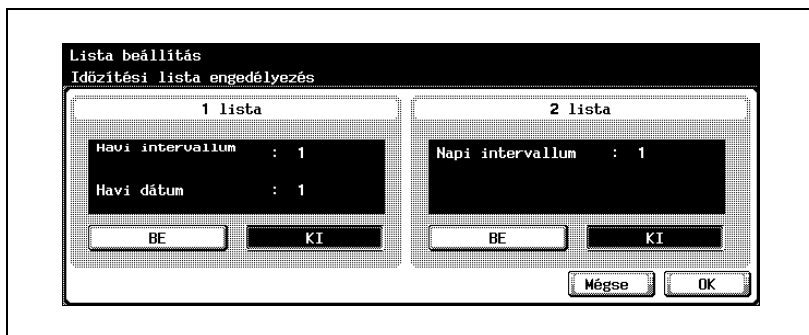 Lista beállítás
Időzítési lista engedélyezés
1 lista
Havi intervallum : 1
Havi dátum : 1
BE KI
2 lista
Napi intervallum : 1
BE KI
Mégse OK